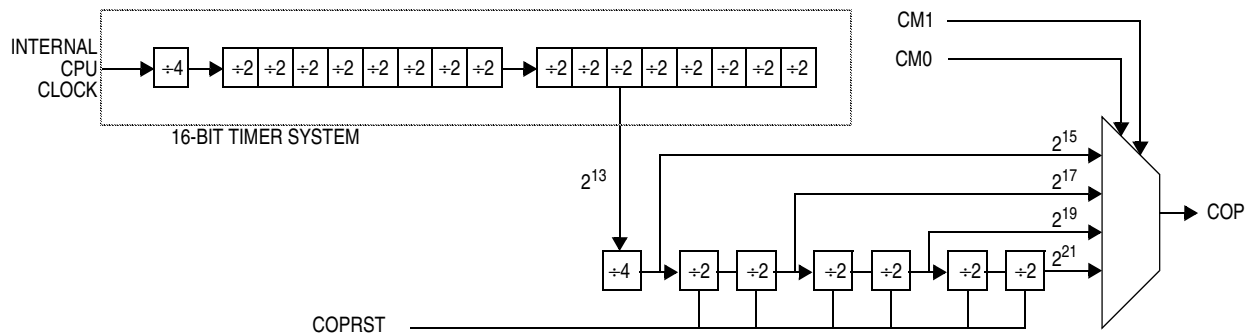 CM1
INTERNAL
CPU
CLOCK
÷4 ÷2 ÷2 ÷2 ÷2 ÷2 ÷2 ÷2 ÷2 ÷2 ÷2 ÷2 ÷2 ÷2 ÷2 ÷2 ÷2
CM0
16-BIT TIMER SYSTEM
2^15
2^13
2^17
2^19
COP
2^21
÷4 ÷2 ÷2 ÷2 ÷2 ÷2 ÷2
COPRST